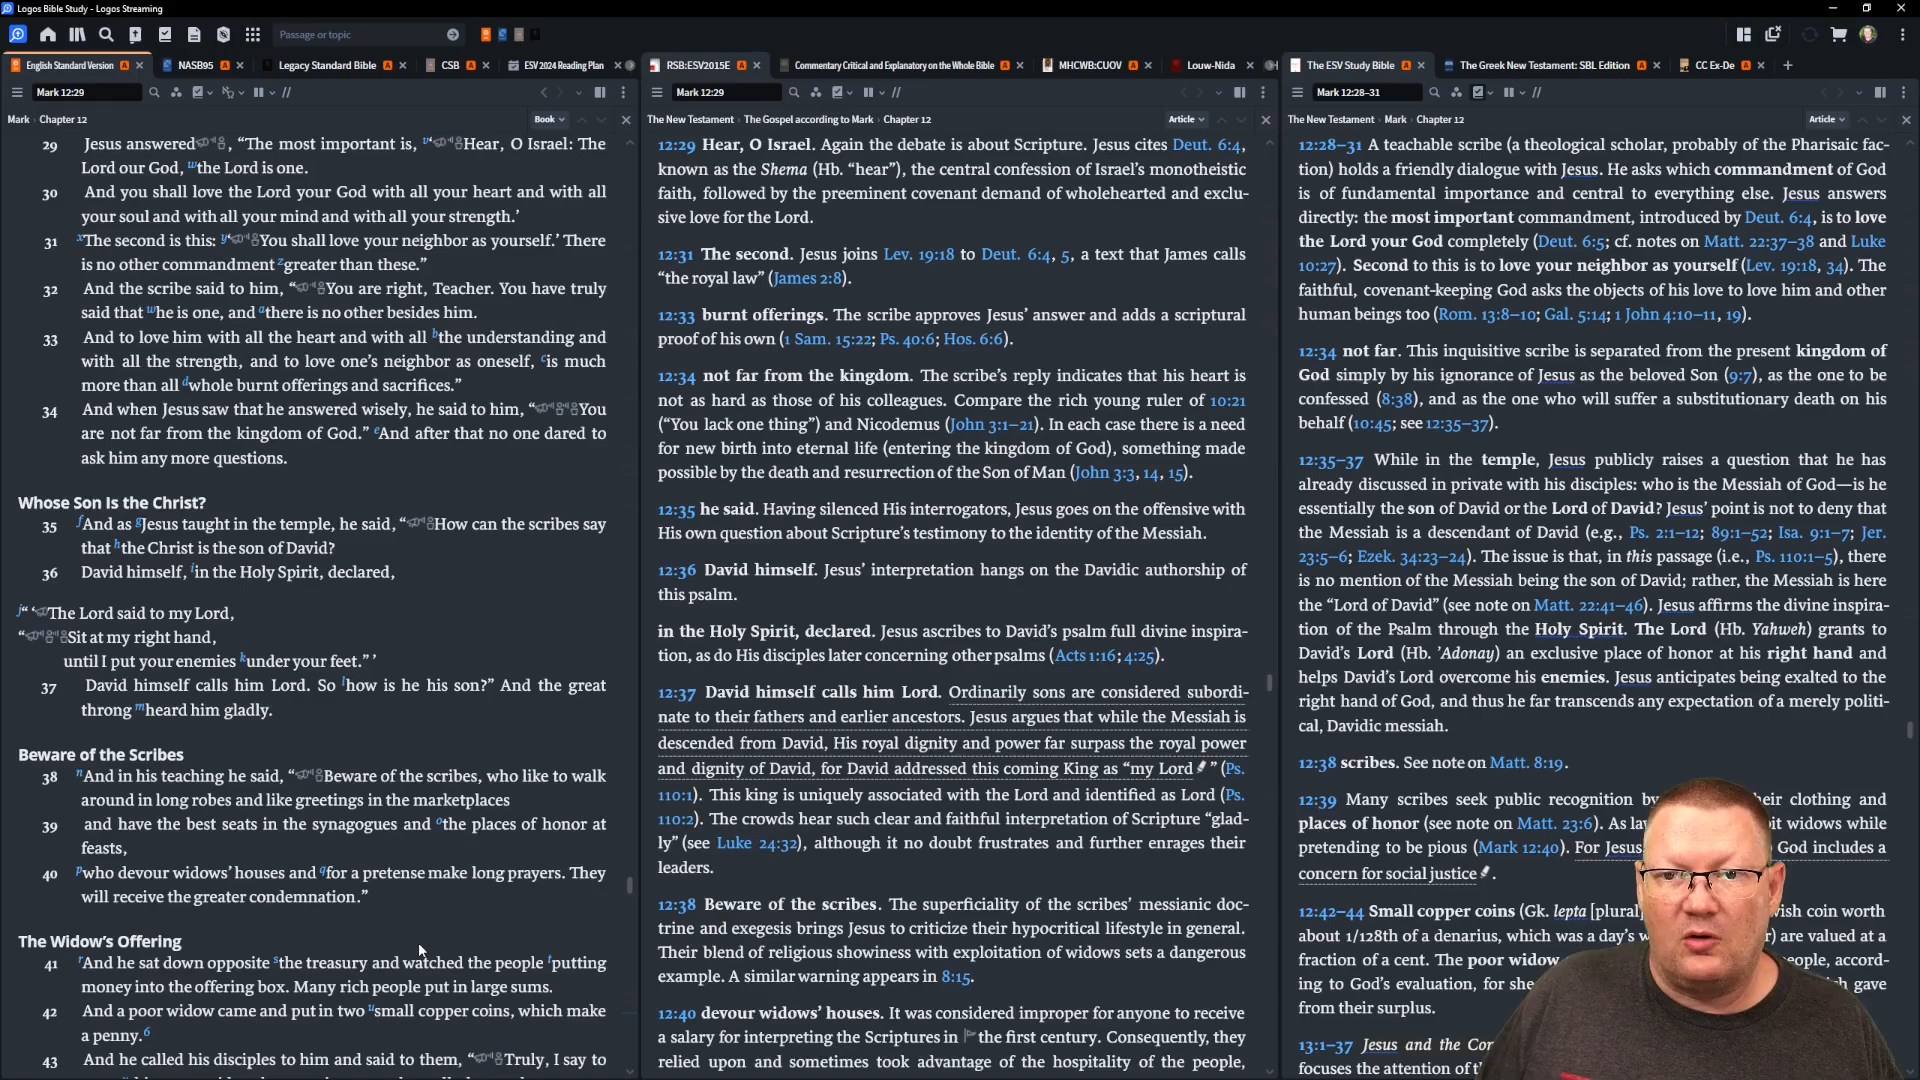 Logos Bible Study - Logos Streaming
Passage or topic
English Standard Version A
NASB95 A
Legacy Standard Bible A
CSB A
ESV 2024 Reading Plan
RSB:ESV2015E A
Commentary Critical and Explanatory on the Whole Bible A
MHCWB:CUOV A
Louw-Nida
The ESV Study Bible A
The Greek New Testament: SBL Edition A
CC Ex-De A
Mark 12:29
Mark Chapter 12
Book
29 Jesus answered, “The most important is, v‘Hear, O Israel: The
Lord our God, wthe Lord is one.
30 And you shall love the Lord your God with all your heart and with all
your soul and with all your mind and with all your strength.’
31 xThe second is this: y‘You shall love your neighbor as yourself.’ There
is no other commandment zgreater than these.”
32 And the scribe said to him, “You are right, Teacher. You have truly
said that whe is one, and athere is no other besides him.
33 And to love him with all the heart and with all bthe understanding and
with all the strength, and to love one’s neighbor as oneself, cis much
more than all dwhole burnt offerings and sacrifices.”
34 And when Jesus saw that he answered wisely, he said to him, “You
are not far from the kingdom of God.” eAnd after that no one dared to
ask him any more questions.
Whose Son Is the Christ?
35 fAnd as gJesus taught in the temple, he said, “How can the scribes say
that hthe Christ is the son of David?
36 David himself, iin the Holy Spirit, declared,
j“ ‘The Lord said to my Lord,
“Sit at my right hand,
until I put your enemies kunder your feet.” ’
37 David himself calls him Lord. So lhow is he his son?” And the great
throng mheard him gladly.
Beware of the Scribes
38 nAnd in his teaching he said, “Beware of the scribes, who like to walk
around in long robes and like greetings in the marketplaces
39 and have the best seats in the synagogues and othe places of honor at
feasts,
40 pwho devour widows’ houses and qfor a pretense make long prayers. They
will receive the greater condemnation.”
The Widow’s Offering
41 rAnd he sat down opposite sthe treasury and watched the people tputting
money into the offering box. Many rich people put in large sums.
42 And a poor widow came and put in two usmall copper coins, which make
a penny.6
43 And he called his disciples to him and said to them, “Truly, I say to
Mark 12:29
The New Testament The Gospel according to Mark Chapter 12
Article
12:29 Hear, O Israel. Again the debate is about Scripture. Jesus cites Deut. 6:4,
known as the Shema (Hb. “hear”), the central confession of Israel’s monotheistic
faith, followed by the preeminent covenant demand of wholehearted and exclu-
sive love for the Lord.
12:31 The second. Jesus joins Lev. 19:18 to Deut. 6:4, 5, a text that James calls
“the royal law” (James 2:8).
12:33 burnt offerings. The scribe approves Jesus’ answer and adds a scriptural
proof of his own (1 Sam. 15:22; Ps. 40:6; Hos. 6:6).
12:34 not far from the kingdom. The scribe’s reply indicates that his heart is
not as hard as those of his colleagues. Compare the rich young ruler of 10:21
(“You lack one thing”) and Nicodemus (John 3:1–21). In each case there is a need
for new birth into eternal life (entering the kingdom of God), something made
possible by the death and resurrection of the Son of Man (John 3:3, 14, 15).
12:35 he said. Having silenced His interrogators, Jesus goes on the offensive with
His own question about Scripture’s testimony to the identity of the Messiah.
12:36 David himself. Jesus’ interpretation hangs on the Davidic authorship of
this psalm.
in the Holy Spirit, declared. Jesus ascribes to David’s psalm full divine inspira-
tion, as do His disciples later concerning other psalms (Acts 1:16; 4:25).
12:37 David himself calls him Lord. Ordinarily sons are considered subordi-
nate to their fathers and earlier ancestors. Jesus argues that while the Messiah is
descended from David, His royal dignity and power far surpass the royal power
and dignity of David, for David addressed this coming King as “my Lord” (Ps.
110:1). This king is uniquely associated with the Lord and identified as Lord (Ps.
110:2). The crowds hear such clear and faithful interpretation of Scripture “glad-
ly” (see Luke 24:32), although it no doubt frustrates and further enrages their
leaders.
12:38 Beware of the scribes. The superficiality of the scribes’ messianic doc-
trine and exegesis brings Jesus to criticize their hypocritical lifestyle in general.
Their blend of religious showiness with exploitation of widows sets a dangerous
example. A similar warning appears in 8:15.
12:40 devour widows’ houses. It was considered improper for anyone to receive
a salary for interpreting the Scriptures in the first century. Consequently, they
relied upon and sometimes took advantage of the hospitality of the people,
Mark 12:28–31
The New Testament Mark Chapter 12
Article
12:28–31 A teachable scribe (a theological scholar, probably of the Pharisaic fac-
tion) holds a friendly dialogue with Jesus. He asks which commandment of God
is of fundamental importance and central to everything else. Jesus answers
directly: the most important commandment, introduced by Deut. 6:4, is to love
the Lord your God completely (Deut. 6:5; cf. notes on Matt. 22:37–38 and Luke
10:27). Second to this is to love your neighbor as yourself (Lev. 19:18, 34). The
faithful, covenant-keeping God asks the objects of his love to love him and other
human beings too (Rom. 13:8–10; Gal. 5:14; 1 John 4:10–11, 19).
12:34 not far. This inquisitive scribe is separated from the present kingdom of
God simply by his ignorance of Jesus as the beloved Son (9:7), as the one to be
confessed (8:38), and as the one who will suffer a substitutionary death on his
behalf (10:45; see 12:35–37).
12:35–37 While in the temple, Jesus publicly raises a question that he has
already discussed in private with his disciples: who is the Messiah of God—is he
essentially the son of David or the Lord of David? Jesus’ point is not to deny that
the Messiah is a descendant of David (e.g., Ps. 2:1–12; 89:1–52; Isa. 9:1–7; Jer.
23:5–6; Ezek. 34:23–24). The issue is that, in this passage (i.e., Ps. 110:1–5), there
is no mention of the Messiah being the son of David; rather, the Messiah is here
the “Lord of David” (see note on Matt. 22:41–46). Jesus affirms the divine inspira-
tion of the Psalm through the Holy Spirit. The Lord (Hb. Yahweh) grants to
David’s Lord (Hb. ’Adonay) an exclusive place of honor at his right hand and
helps David’s Lord overcome his enemies. Jesus anticipates being exalted to the
right hand of God, and thus he far transcends any expectation of a merely politi-
cal, Davidic messiah.
12:38 scribes. See note on Matt. 8:19.
12:39 Many scribes seek public recognition by their clothing and
places of honor (see note on Matt. 23:6). As widows while
pretending to be pious (Mark 12:40). For Jesus, God includes a
concern for social justice.
12:42–44 Small copper coins (Gk. lepta [plural] coin worth
about 1/128th of a denarius, which was a day’s are valued at a
fraction of a cent. The poor widow accord-
ing to God’s evaluation, for she gave
from their surplus.
13:1–37 Jesus and the
focuses the attention of